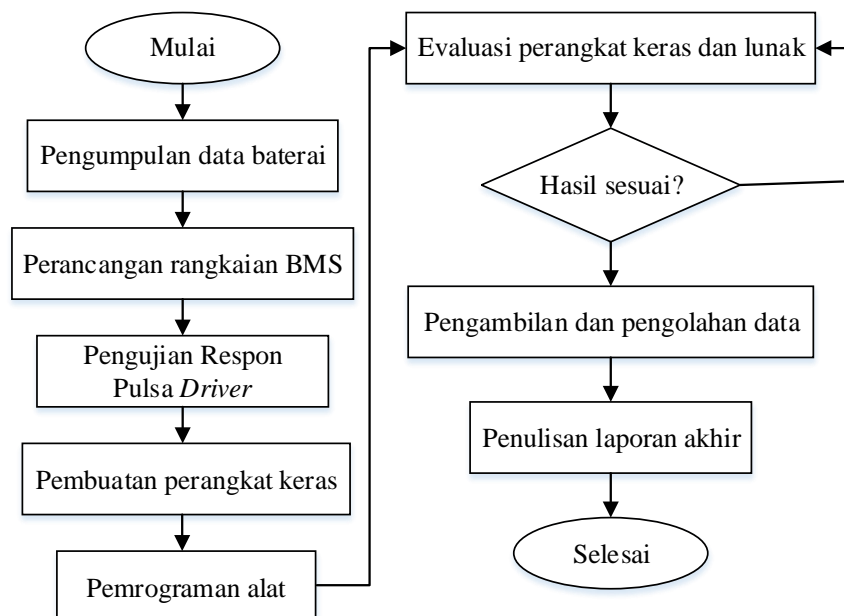 Mulai
Pengumpulan data baterai
Perancangan rangkaian BMS
Pengujian Respon
Pulsa Driver
Pembuatan perangkat keras
Pemrograman alat
Evaluasi perangkat keras dan lunak
Hasil sesuai?
Pengambilan dan pengolahan data
Penulisan laporan akhir
Selesai